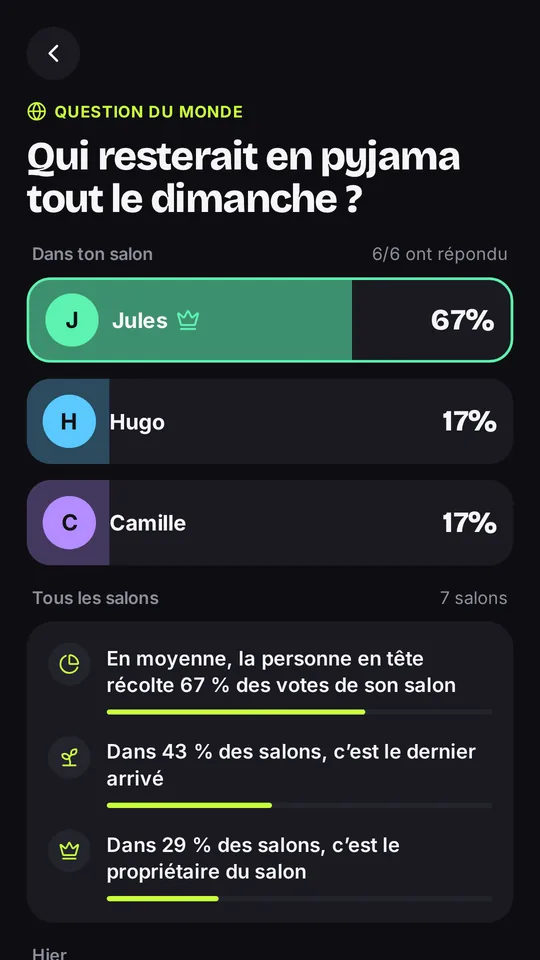 QUESTION DU MONDE
Qui resterait en pyjama
tout le dimanche ?
Dans ton salon
6/6 ont répondu
J
Jules
67%
H
Hugo
17%
C
Camille
17%
Tous les salons
7 salons
En moyenne, la personne en tête
récolte 67 % des votes de son salon
Dans 43 % des salons, c’est le dernier
arrivé
Dans 29 % des salons, c’est le
propriétaire du salon
Hier